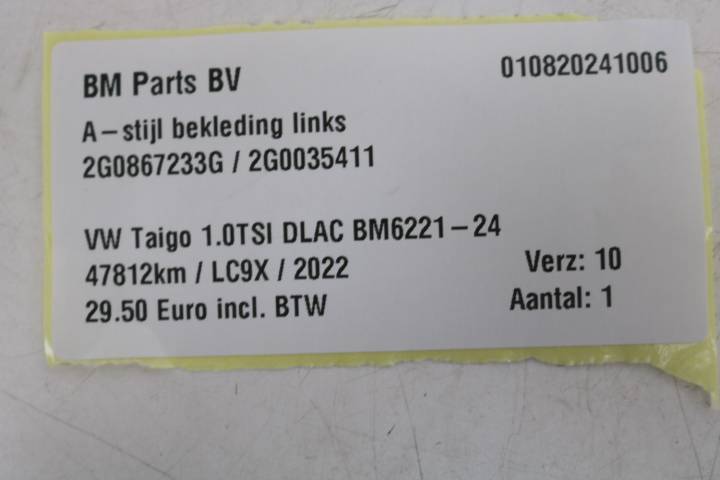 BM Parts BV 010820241006
A-stijl bekleding links
2G0867233G / 2G0035411
VW Taigo 1.0TSI DLAC BM6221-24
47812km / LC9X / 2022 Verz: 10
29.50 Euro incl. BTW Aantal: 1